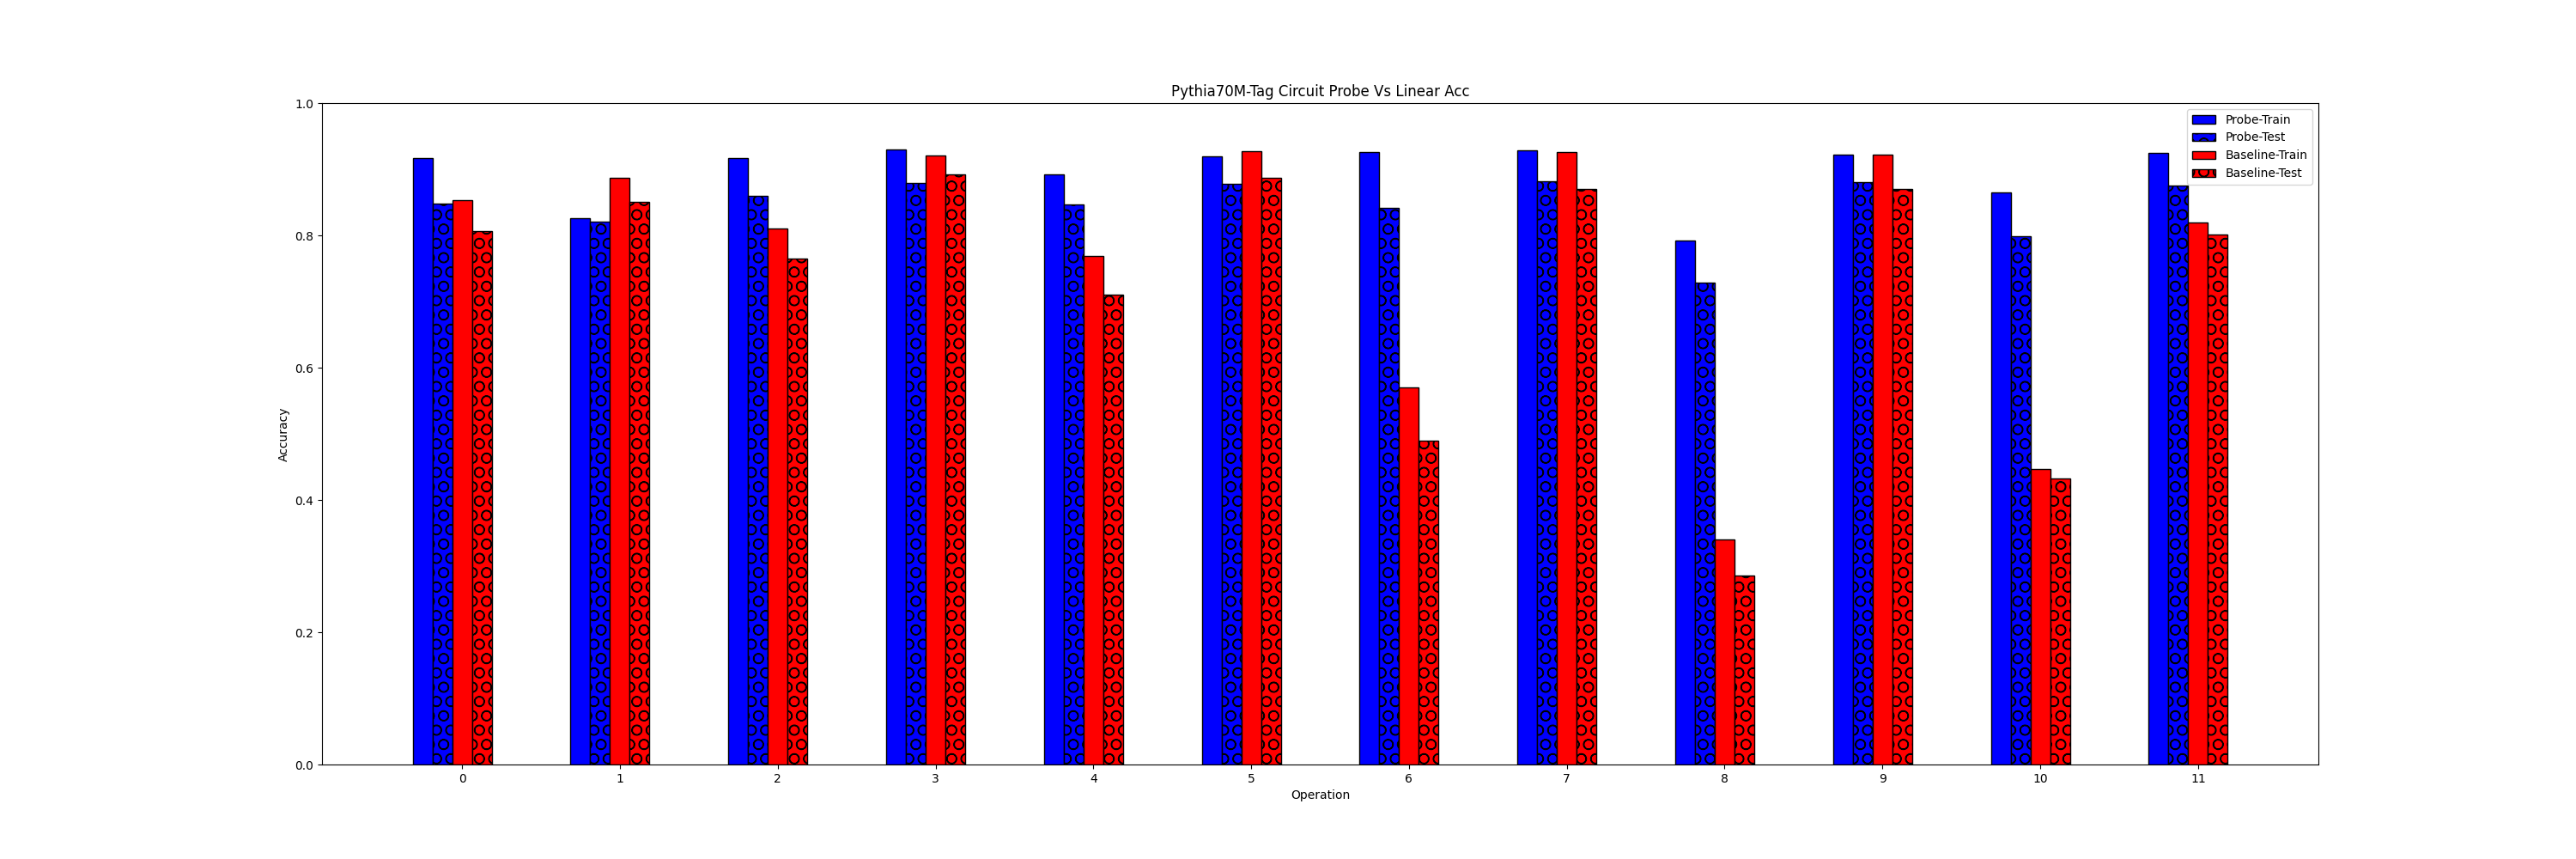 Pythia70M-Tag Circuit Probe Vs Linear Acc
1.0
0.8
0.6
0.4
0.2
0.0
Accuracy
Probe-Train
Probe-Test
Baseline-Train
Baseline-Test
0 1 2 3 4 5 6 7 8 9 10 11
Operation